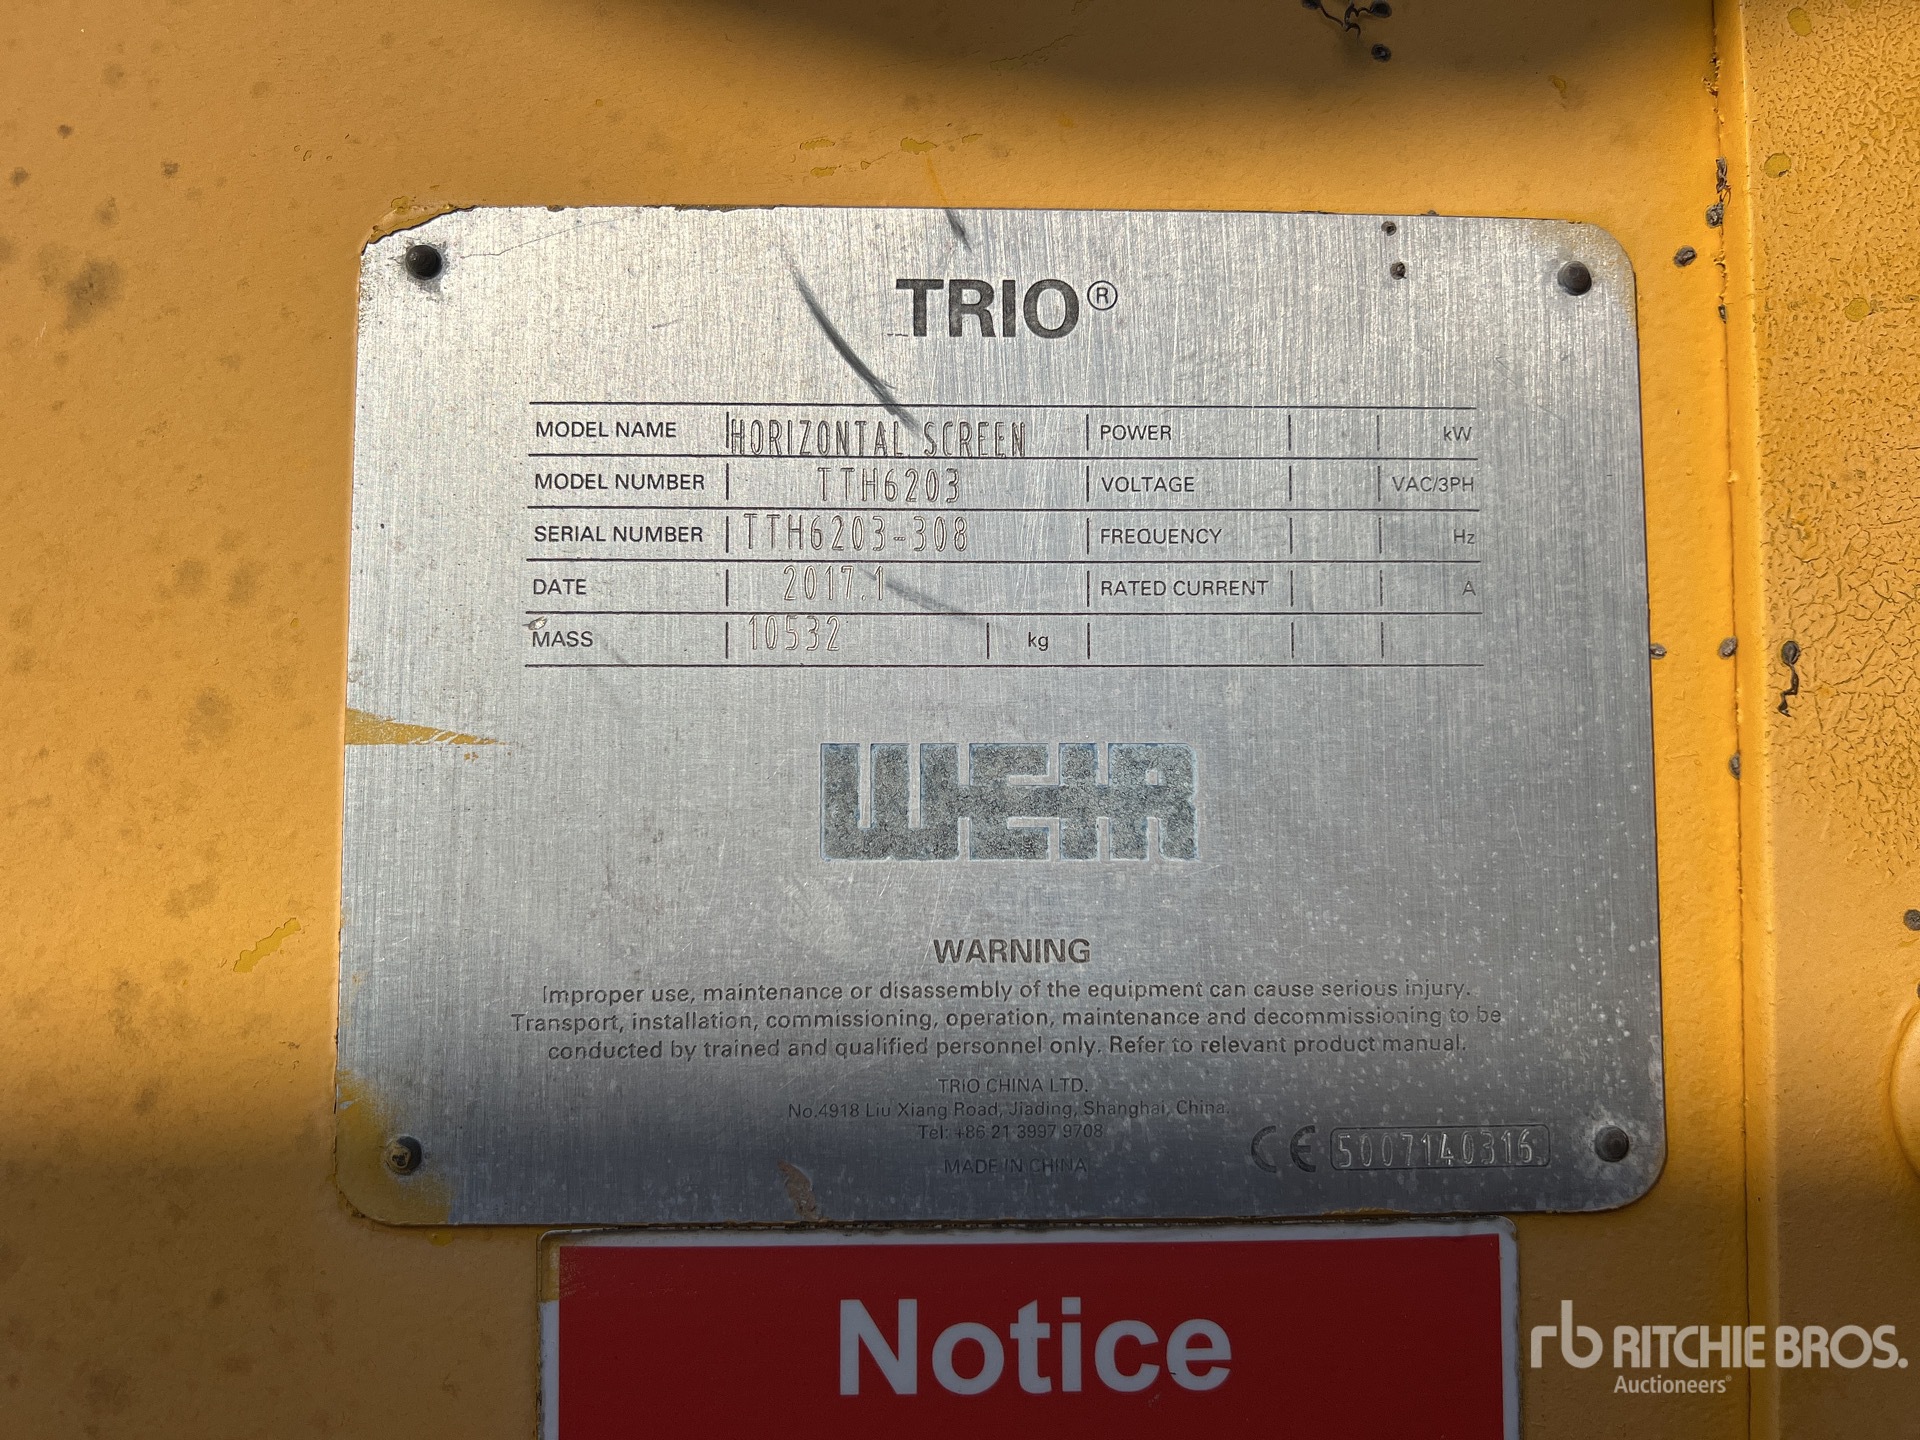 TRIO®
MODEL NAME HORIZONTAL SCREEN POWER kW
MODEL NUMBER TTH6203 VOLTAGE VAC/3PH
SERIAL NUMBER TTH6203-308 FREQUENCY Hz
DATE 2017.1 RATED CURRENT A
MASS 10532 kg
WEIR
WARNING
Improper use, maintenance or disassembly of the equipment can cause serious injury.
Transport, installation, commissioning, operation, maintenance and decommissioning to be
conducted by trained and qualified personnel only. Refer to relevant product manual.
TRIO CHINA LTD.
No.4918 Liu Xiang Road, Jiading, Shanghai, China.
Tel: +86 21 3997 9708
MADE IN CHINA
CE 5007140316
Notice
rb RITCHIE BROS.
Auctioneers®